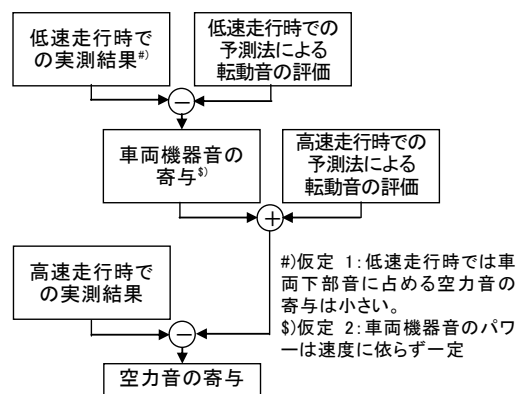 低速走行時で
の実測結果#)
低速走行時での
予測法による
転動音の評価
−
車両機器音の
寄与$)
高速走行時での
予測法による
転動音の評価
+
高速走行時で
の実測結果
#)仮定 1:低速走行時では車
両下部音に占める空力音の
寄与は小さい。
$)仮定 2:車両機器音のパワ
ーは速度に依らず一定
−
空力音の寄与